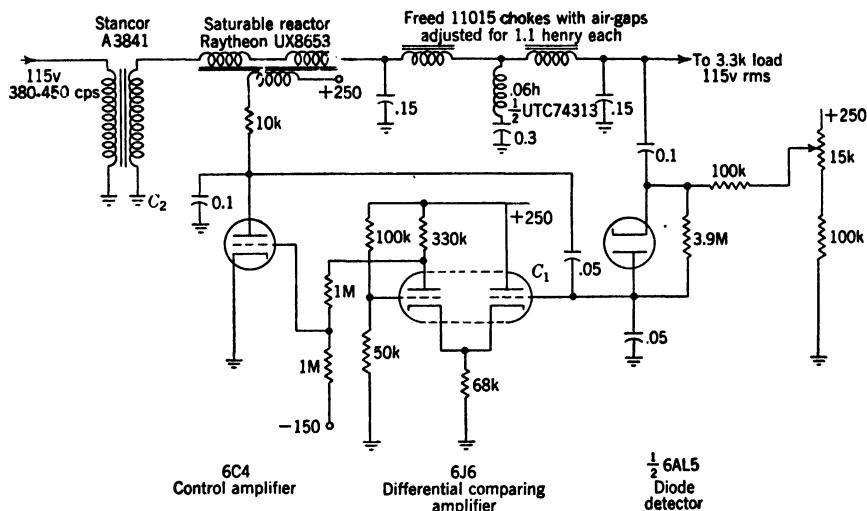 Stancor
A3841
Saturable reactor
Raytheon UX8653
Freed 11015 chokes with air-gaps
adjusted for 1.1 henry each
115v
380-450 cps
+250
.15
.06h
½UTC74313
0.3
.15
To 3.3k load
115v rms
+250
10k
0.1
15k
100k
C₂
0.1
100k
330k
+250
.05
3.9M
100k
1M
C₁
1M
50k
68k
.05
−150
6C4
Control amplifier
6J6
Differential comparing
amplifier
½ 6AL5
Diode
detector